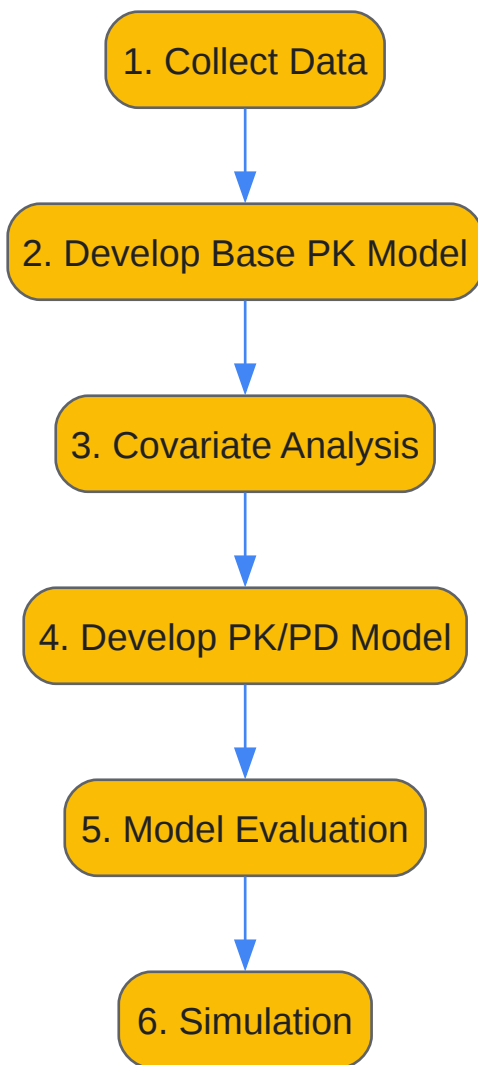 1. Collect Data
2. Develop Base PK Model
3. Covariate Analysis
4. Develop PK/PD Model
5. Model Evaluation
6. Simulation